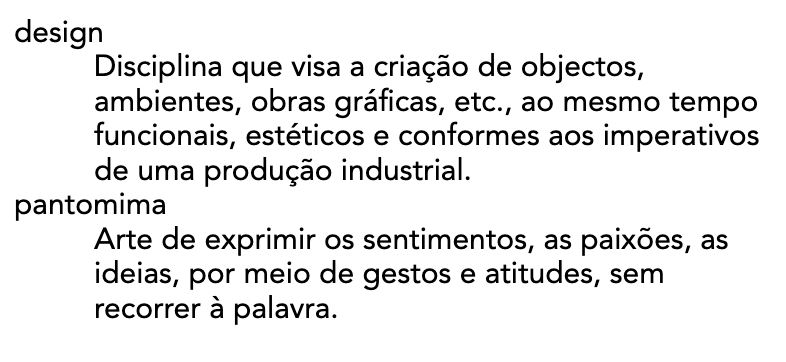 design
Disciplina que visa a criação de objectos,
ambientes, obras gráficas, etc., ao mesmo tempo
funcionais, estéticos e conformes aos imperativos
de uma produção industrial.
pantomima
Arte de exprimir os sentimentos, as paixões, as
ideias, por meio de gestos e atitudes, sem
recorrer à palavra.